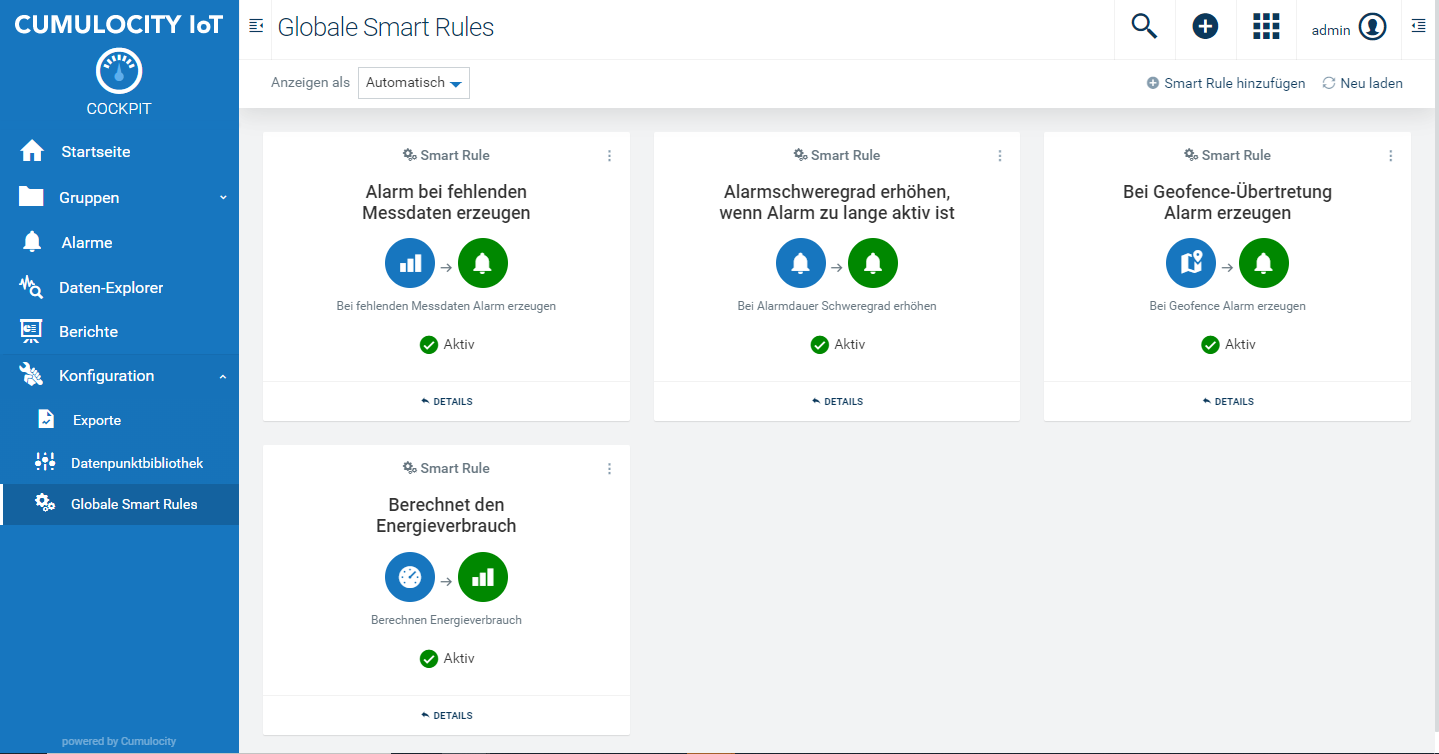 CUMULOCITY IoT
COCKPIT
Startseite
Gruppen
Alarme
Daten-Explorer
Berichte
Konfiguration
Exporte
Datenpunktbibliothek
Globale Smart Rules
powered by Cumulocity
Globale Smart Rules
admin
Anzeigen als
Automatisch
Smart Rule hinzufügen
Neu laden
Smart Rule
Alarm bei fehlenden
Messdaten erzeugen
Bei fehlenden Messdaten Alarm erzeugen
Aktiv
DETAILS
Smart Rule
Alarmschweregrad erhöhen,
wenn Alarm zu lange aktiv ist
Bei Alarmdauer Schweregrad erhöhen
Aktiv
DETAILS
Smart Rule
Bei Geofence-Übertretung
Alarm erzeugen
Bei Geofence Alarm erzeugen
Aktiv
DETAILS
Smart Rule
Berechnet den
Energieverbrauch
Berechnen Energieverbrauch
Aktiv
DETAILS